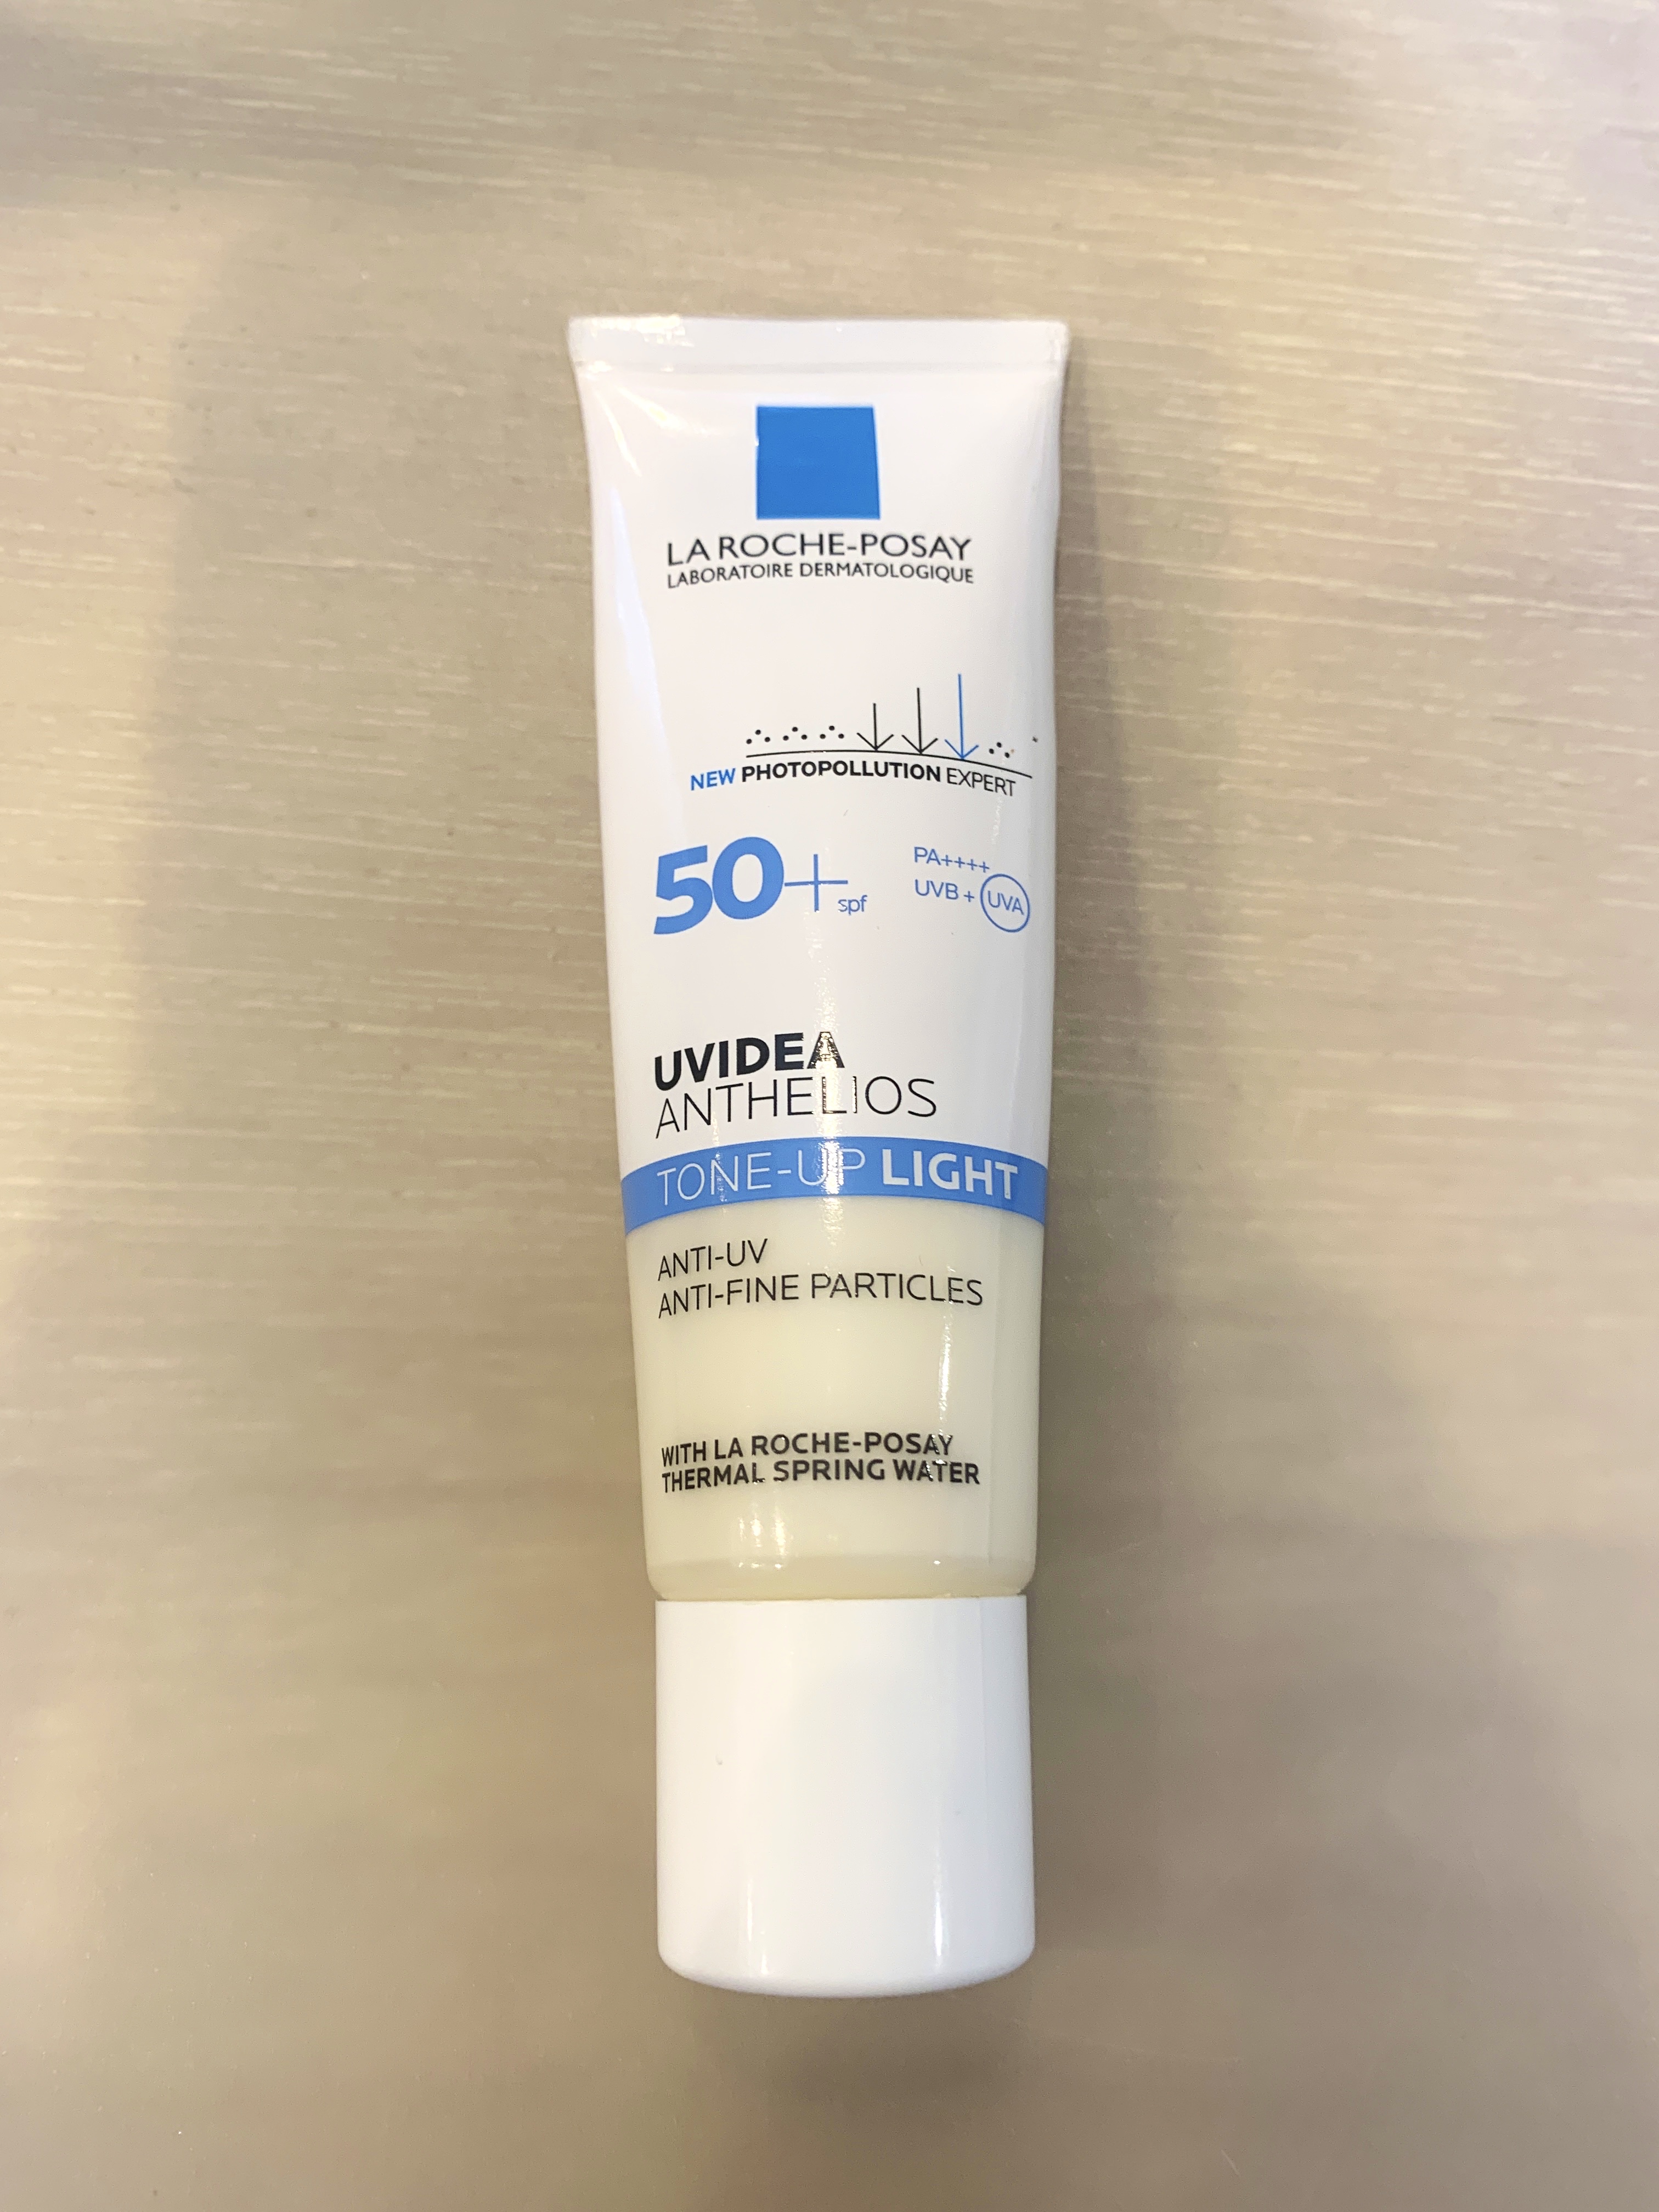 LA ROCHE-POSAY
LABORATOIRE DERMATOLOGIQUE
NEW PHOTOPOLLUTION EXPERT
50+ spf
PA++++
UVB + UVA
UVIDEA
ANTHELIOS
TONE-UP LIGHT
ANTI-UV
ANTI-FINE PARTICLES
WITH LA ROCHE-POSAY
THERMAL SPRING WATER